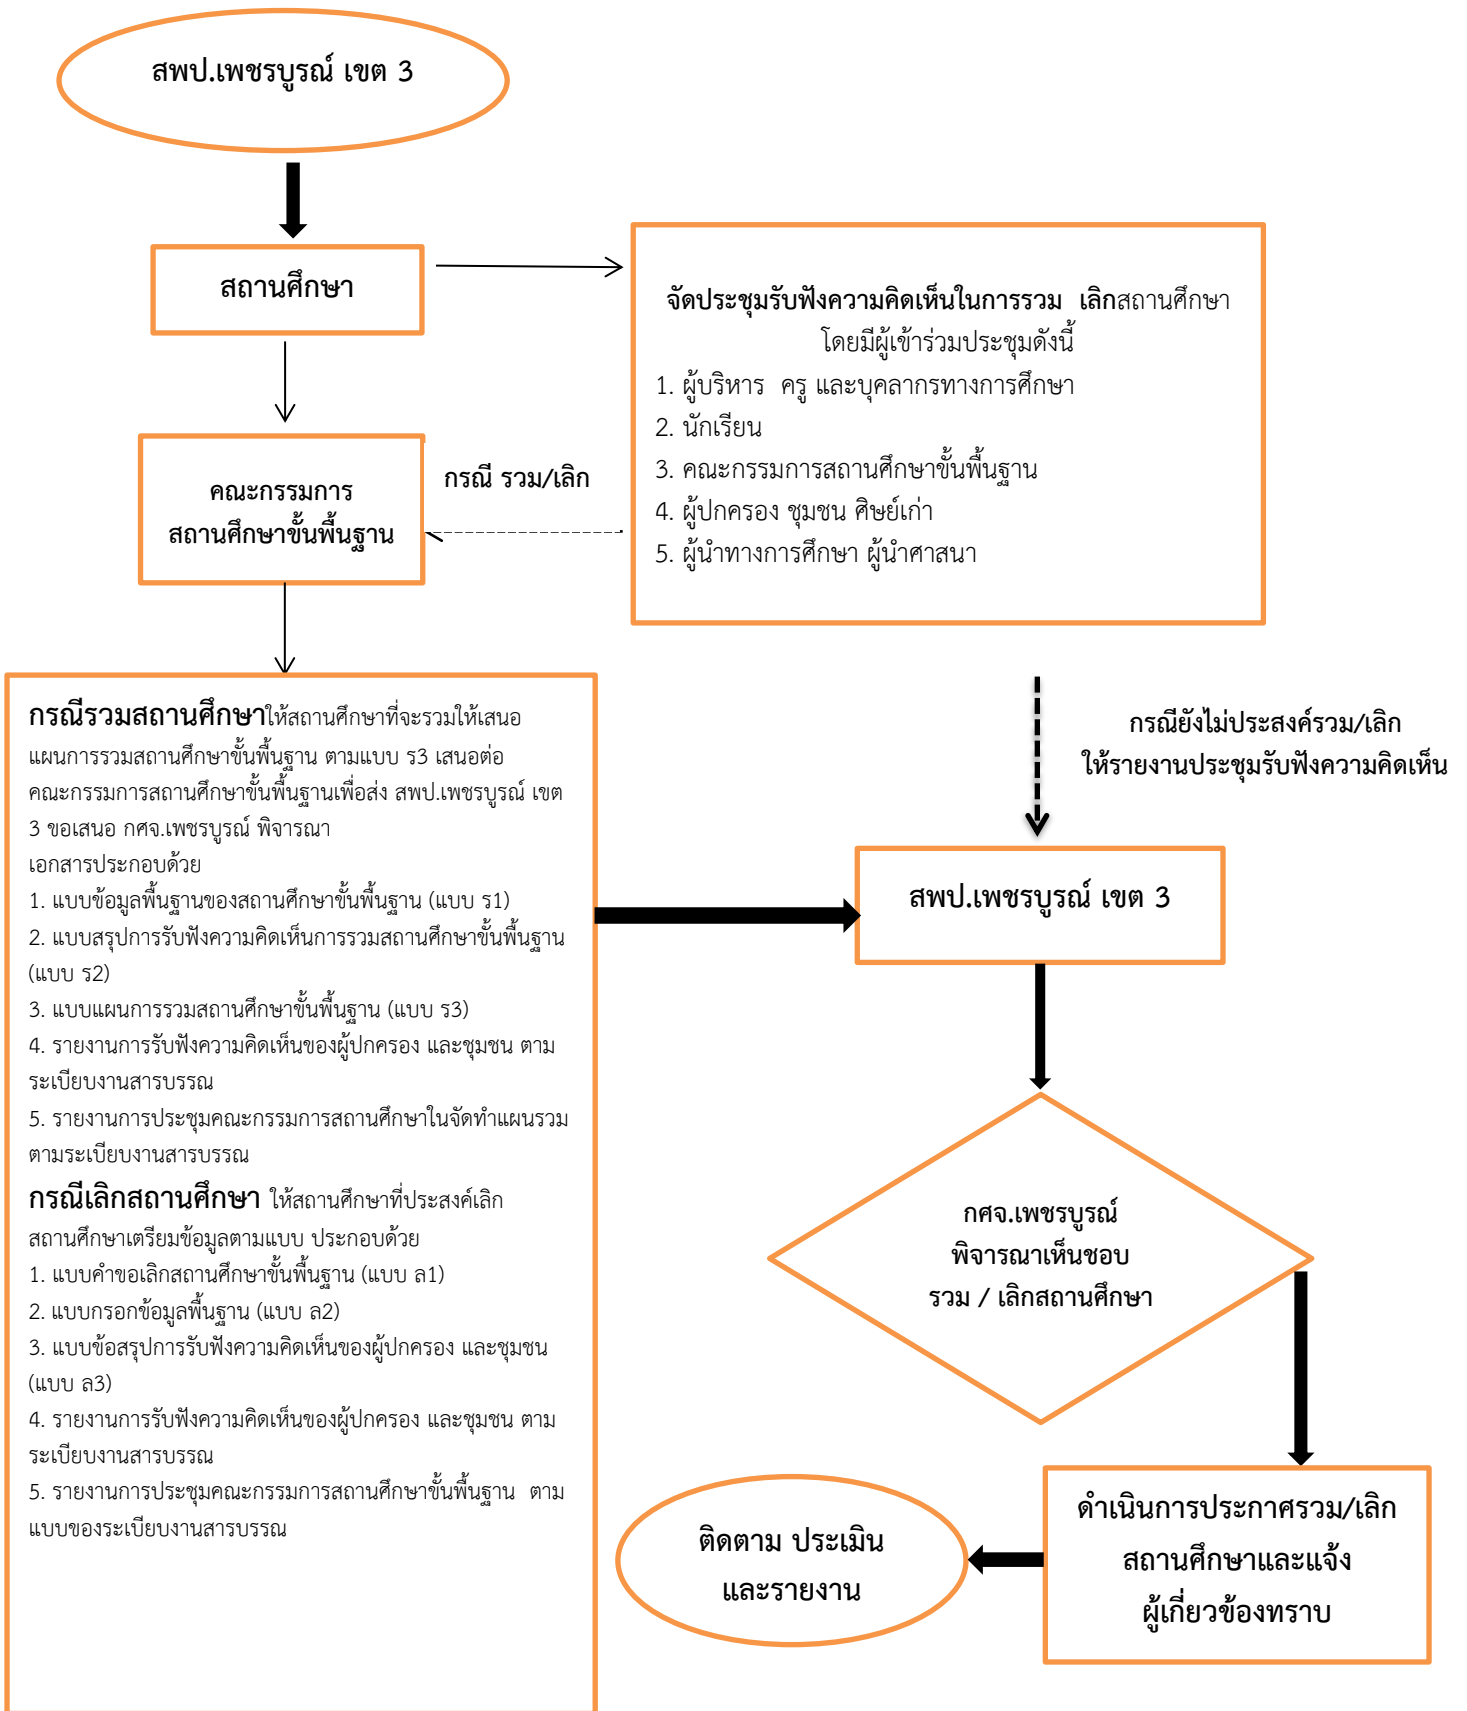 สพป.เพชรบูรณ์ เขต 3
สถานศึกษา
จัดประชุมรับฟังความคิดเห็นในการรวม  เลิกสถานศึกษา
โดยมีผู้เข้าร่วมประชุมดังนี้
1. ผู้บริหาร  ครู และบุคลากรทางการศึกษา
2. นักเรียน
3. คณะกรรมการสถานศึกษาขั้นพื้นฐาน
4. ผู้ปกครอง ชุมชน ศิษย์เก่า
5. ผู้นำทางการศึกษา ผู้นำศาสนา
คณะกรรมการ
สถานศึกษาขั้นพื้นฐาน
กรณี รวม/เลิก
กรณียังไม่ประสงค์รวม/เลิก
ให้รายงานประชุมรับฟังความคิดเห็น
กรณีรวมสถานศึกษาให้สถานศึกษาที่จะรวมให้เสนอ
แผนการรวมสถานศึกษาขั้นพื้นฐาน ตามแบบ ร3 เสนอต่อ
คณะกรรมการสถานศึกษาขั้นพื้นฐานเพื่อส่ง สพป.เพชรบูรณ์ เขต
3 ขอเสนอ กศจ.เพชรบูรณ์ พิจารณา
เอกสารประกอบด้วย
1. แบบข้อมูลพื้นฐานของสถานศึกษาขั้นพื้นฐาน (แบบ ร1)
2. แบบสรุปการรับฟังความคิดเห็นการรวมสถานศึกษาขั้นพื้นฐาน
(แบบ ร2)
3. แบบแผนการรวมสถานศึกษาขั้นพื้นฐาน (แบบ ร3)
4. รายงานการรับฟังความคิดเห็นของผู้ปกครอง และชุมชน ตาม
ระเบียบงานสารบรรณ
5. รายงานการประชุมคณะกรรมการสถานศึกษาในจัดทำแผนรวม
ตามระเบียบงานสารบรรณ
กรณีเลิกสถานศึกษา ให้สถานศึกษาที่ประสงค์เลิก
สถานศึกษาเตรียมข้อมูลตามแบบ ประกอบด้วย
1. แบบคำขอเลิกสถานศึกษาขั้นพื้นฐาน (แบบ ล1)
2. แบบกรอกข้อมูลพื้นฐาน (แบบ ล2)
3. แบบข้อสรุปการรับฟังความคิดเห็นของผู้ปกครอง และชุมชน
(แบบ ล3)
4. รายงานการรับฟังความคิดเห็นของผู้ปกครอง และชุมชน ตาม
ระเบียบงานสารบรรณ
5. รายงานการประชุมคณะกรรมการสถานศึกษาขั้นพื้นฐาน  ตาม
แบบของระเบียบงานสารบรรณ
สพป.เพชรบูรณ์ เขต 3
กศจ.เพชรบูรณ์
พิจารณาเห็นชอบ
รวม / เลิกสถานศึกษา
ดำเนินการประกาศรวม/เลิก
สถานศึกษาและแจ้ง
ผู้เกี่ยวข้องทราบ
ติดตาม ประเมิน
และรายงาน